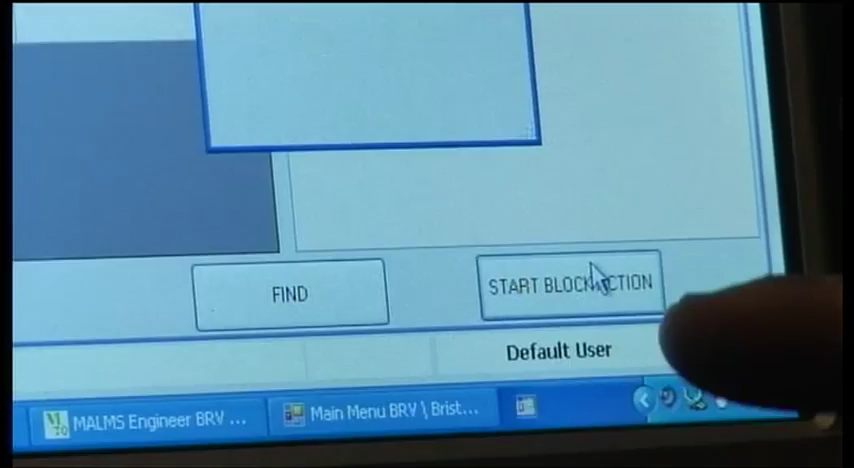 FIND
START BLOCK ACTION
Default User
MALMS Engineer BRV ...
Main Menu BRV \ Brist...